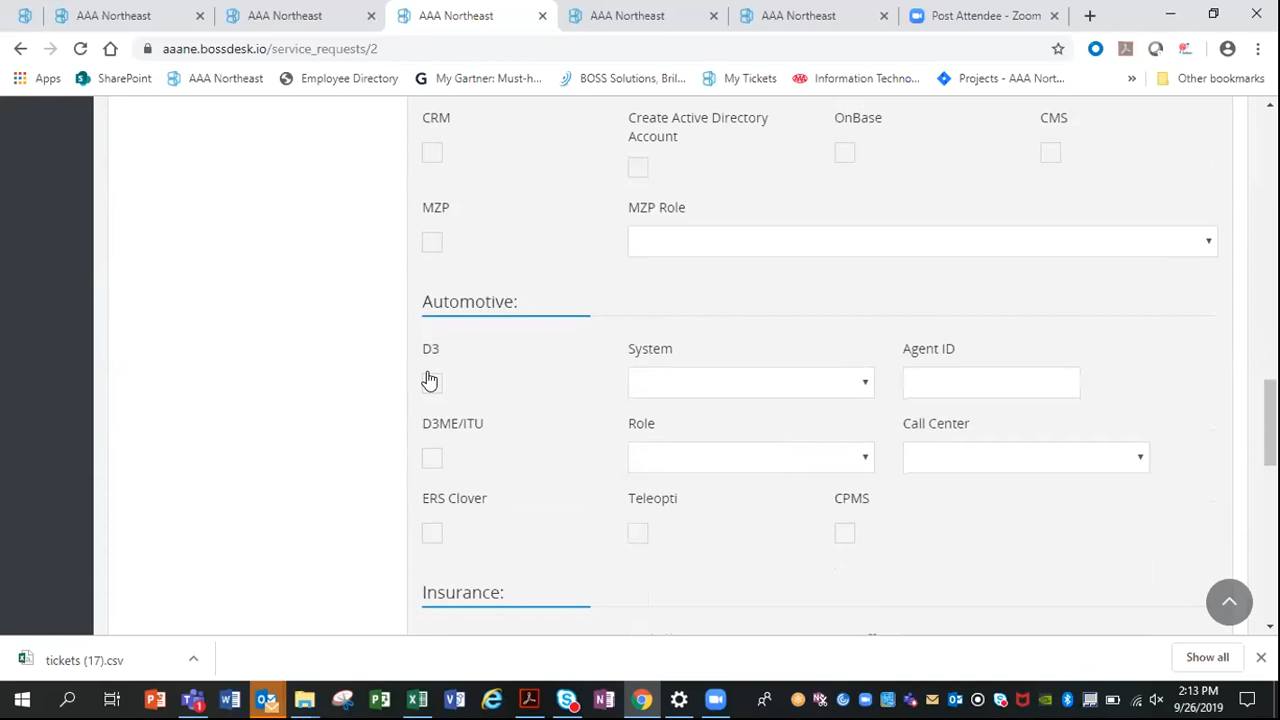 AAA Northeast
AAA Northeast
AAA Northeast
AAA Northeast
AAA Northeast
Post Attendee - Zoom
aaane.bossdesk.io/service_requests/2
Apps
SharePoint
AAA Northeast
Employee Directory
My Gartner: Must-h...
BOSS Solutions, Bril...
My Tickets
Information Techno...
Projects - AAA Nort...
»
Other bookmarks
CRM
Create Active Directory
Account
OnBase
CMS
MZP
MZP Role
Automotive:
D3
System
Agent ID
D3ME/ITU
Role
Call Center
ERS Clover
Teleopti
CPMS
Insurance:
tickets (17).csv
Show all
2:13 PM
9/26/2019